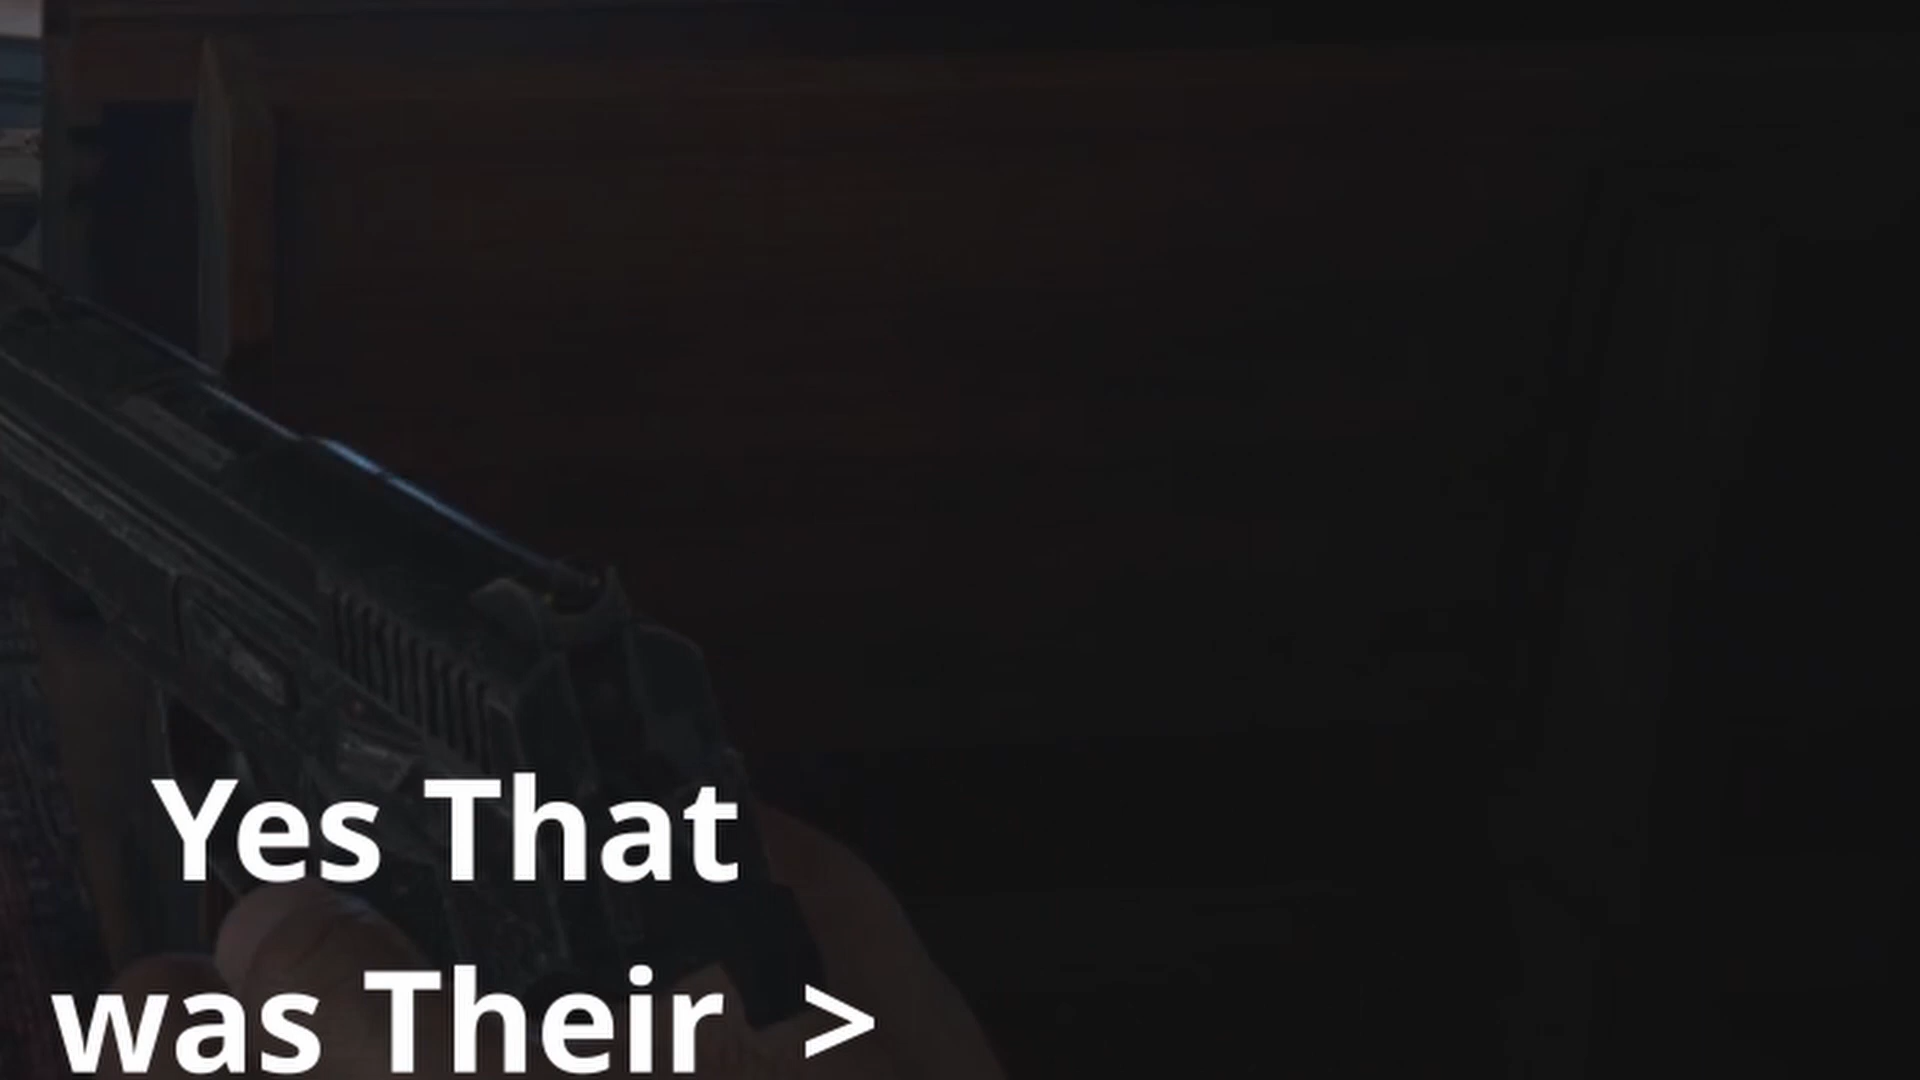 Yes That
was Their >